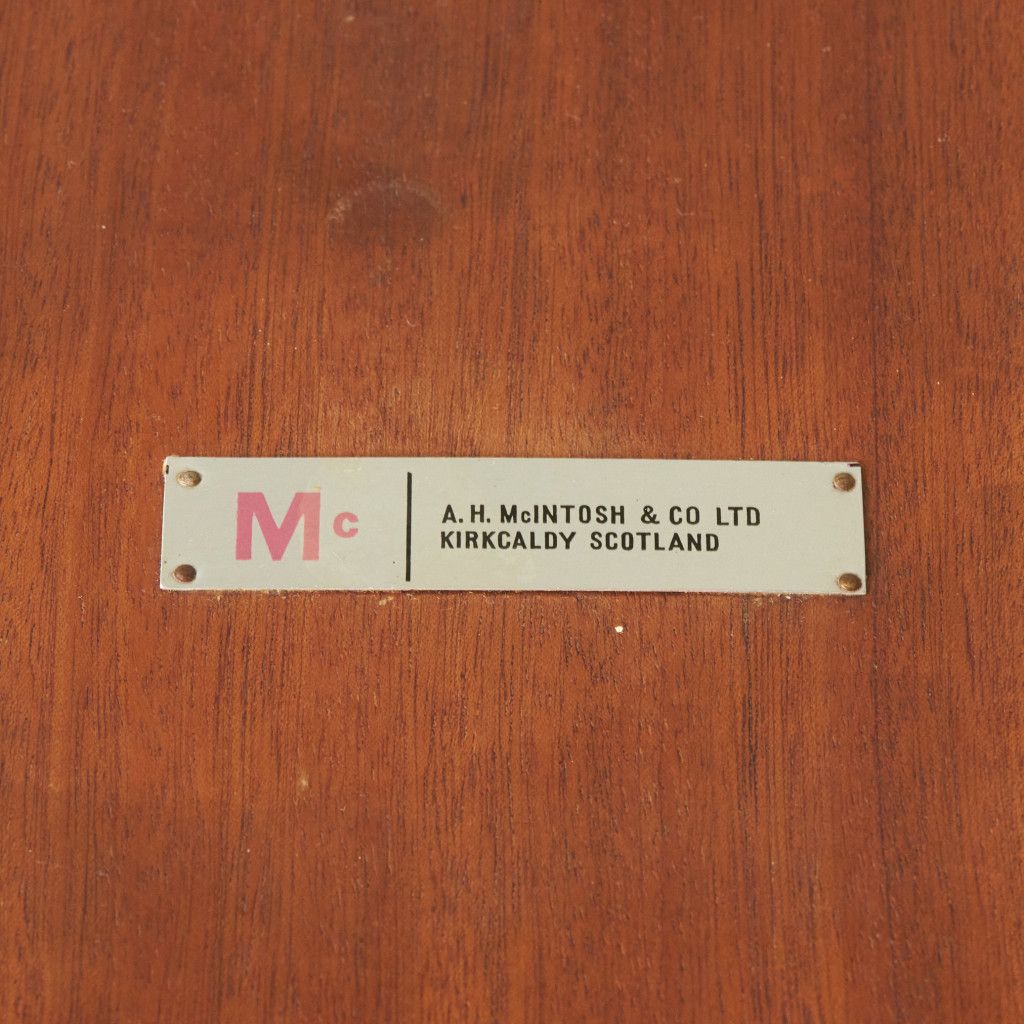 Mc
A. H. McINTOSH & CO LTD
KIRKCALDY SCOTLAND